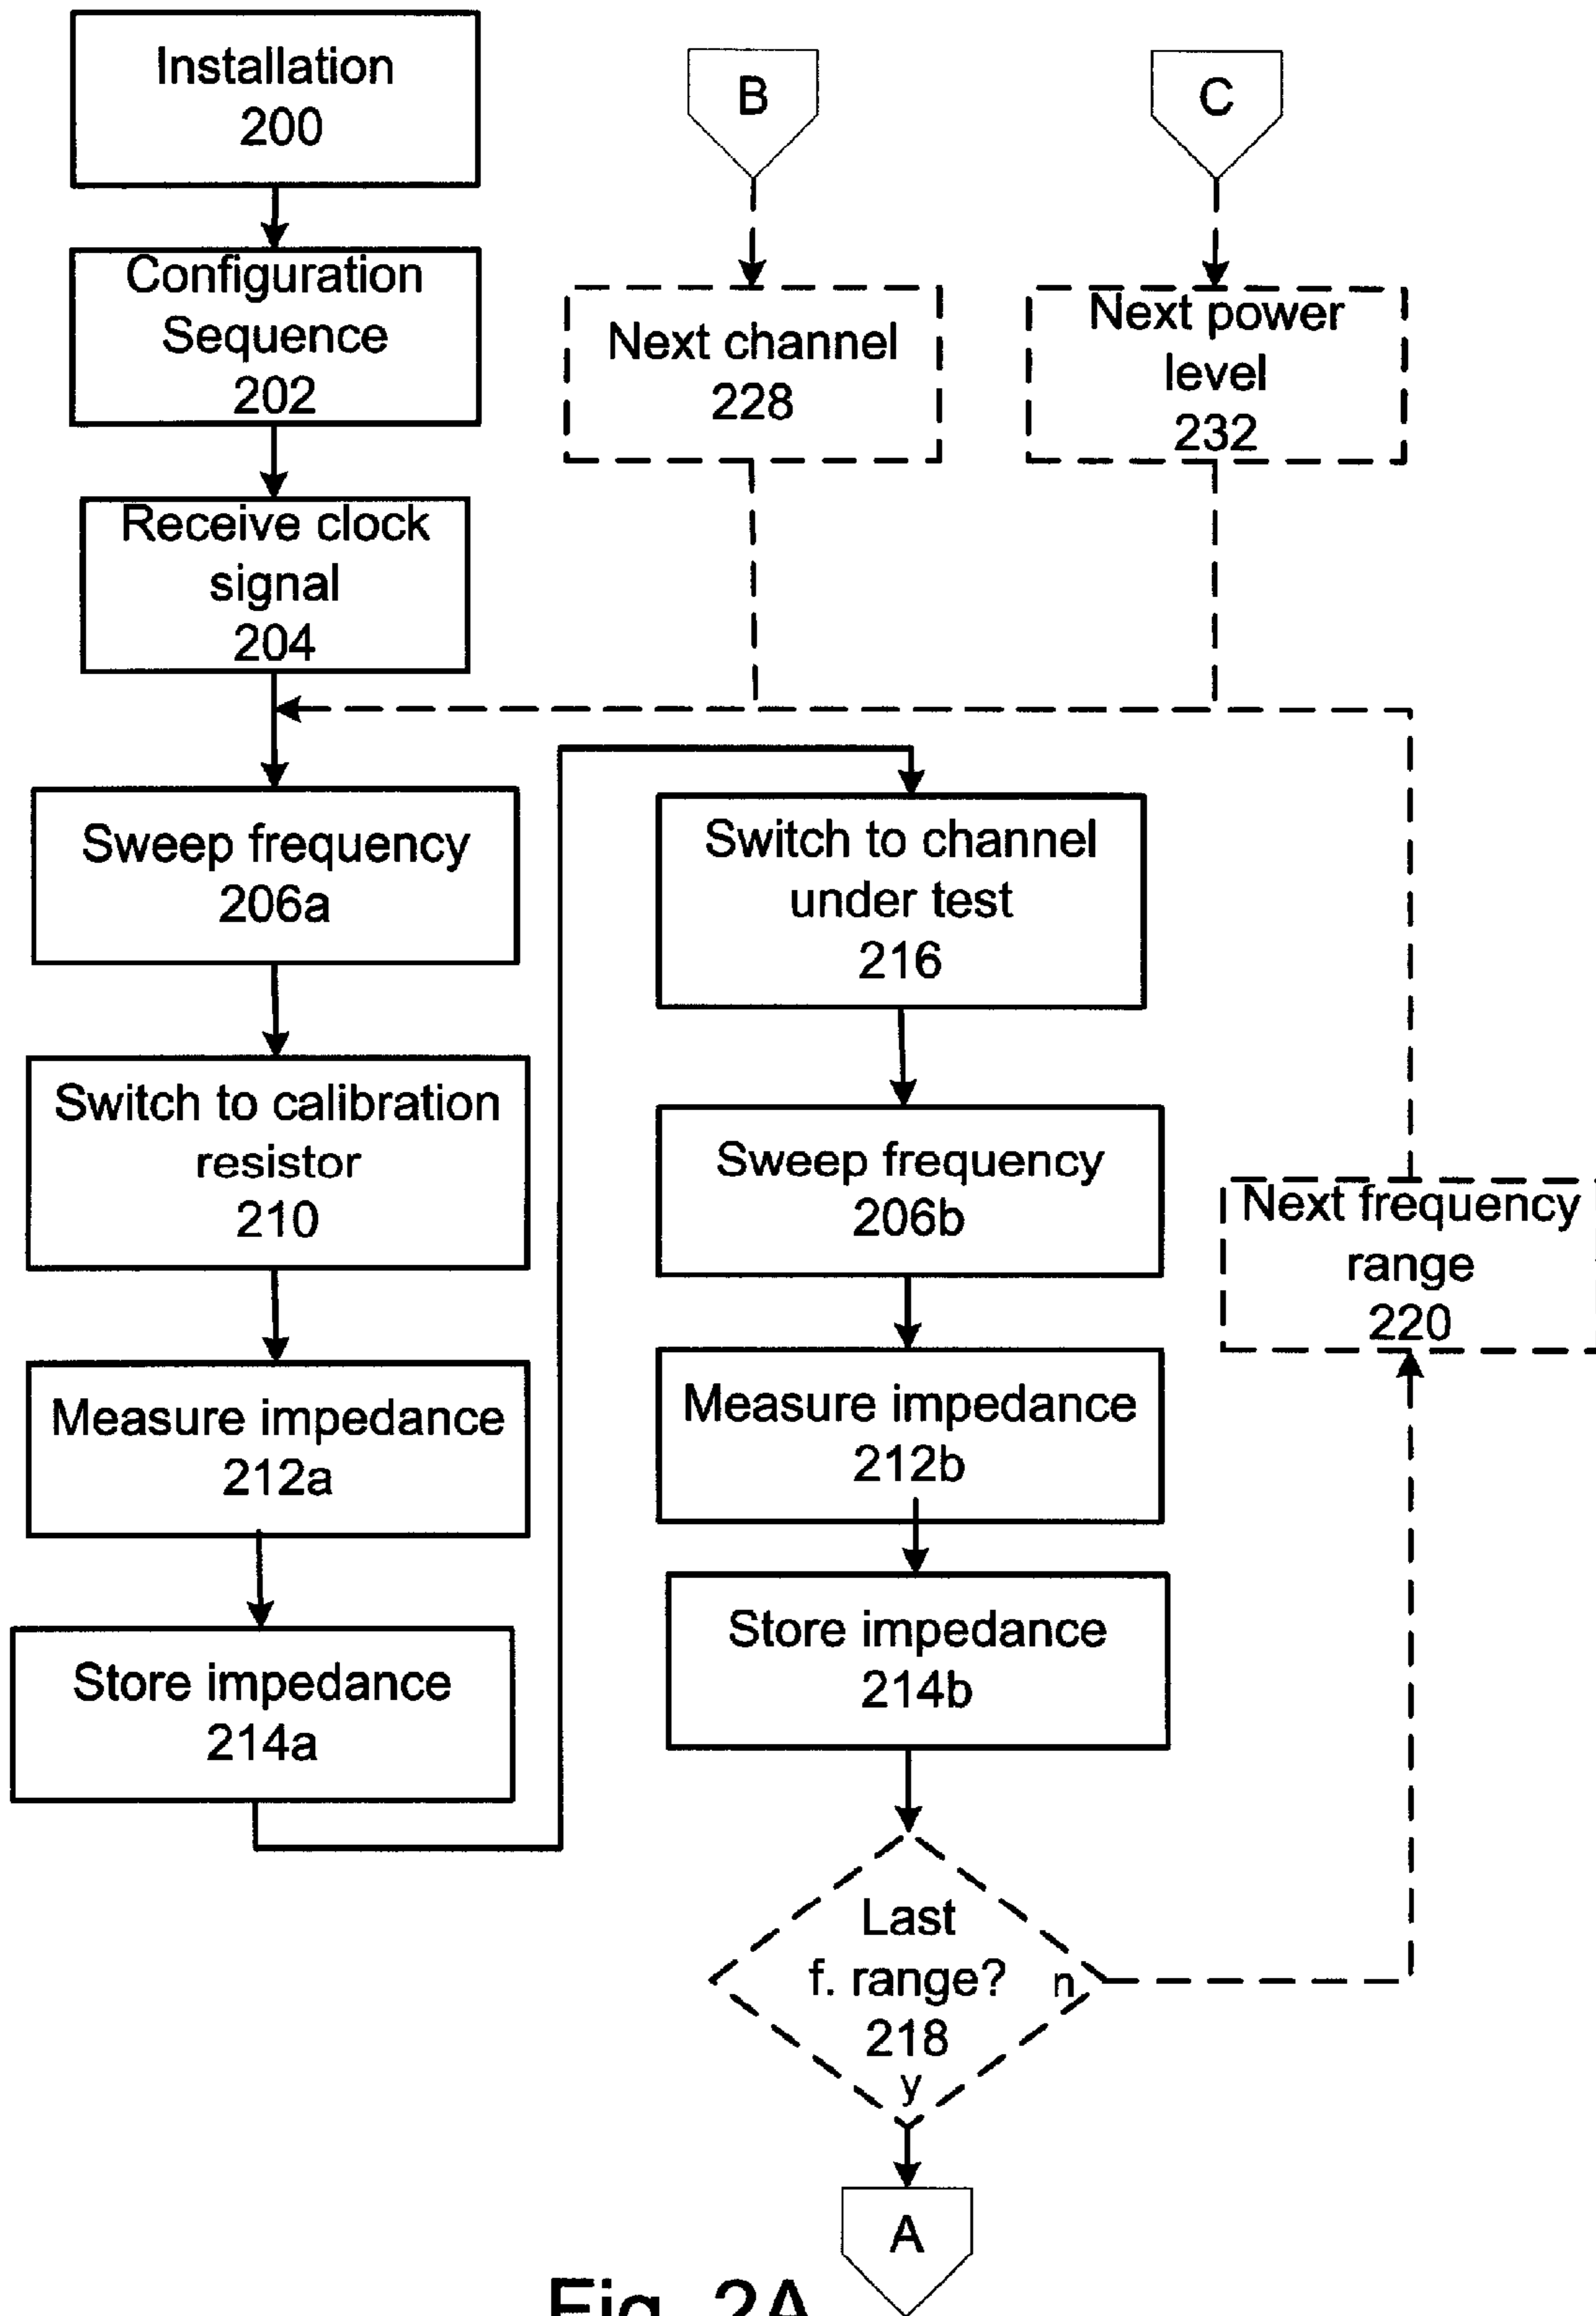 Installation
200
Configuration
Sequence
202
Receive clock
signal
204
B
Next channel
228
C
Next power
level
232
Sweep frequency
206a
Switch to calibration
resistor
210
Measure impedance
212a
Store impedance
214a
Switch to channel
under test
216
Sweep frequency
206b
Measure impedance
212b
Store impedance
214b
Last
f. range?
n
218
y
Next frequency
range
220
A
Fig. 2A